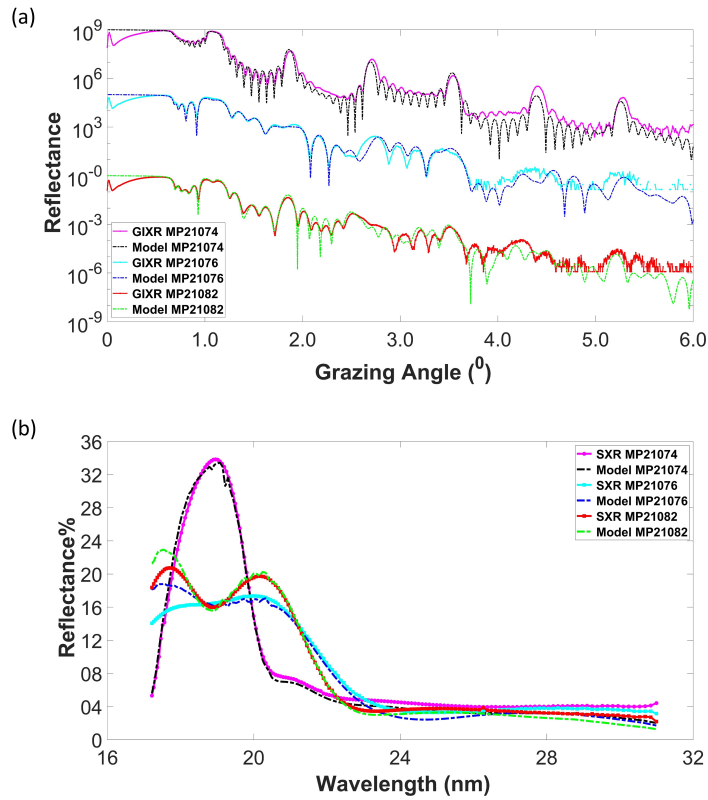 (a)
10^9
10^6
10^3
10^-0
10^-3
10^-6
10^-9
Reflectance
GIXR MP21074
Model MP21074
GIXR MP21076
Model MP21076
GIXR MP21082
Model MP21082
0 1.0 2.0 3.0 4.0 5.0 6.0
Grazing Angle (^0)
(b)
36
32
28
24
20
16
12
08
04
0
Reflectance%
SXR MP21074
Model MP21074
SXR MP21076
Model MP21076
SXR MP21082
Model MP21082
16 20 24 28 32
Wavelength (nm)